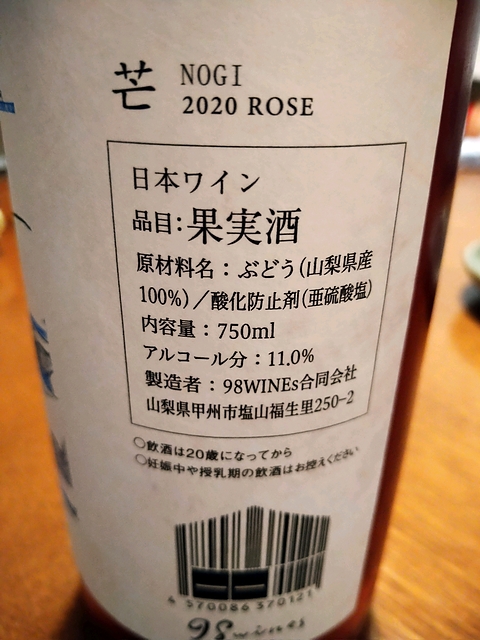 芒 NOGI
2020 ROSE
日本ワイン
品目:果実酒
原材料名：ぶどう(山梨県産
100%)／酸化防止剤(亜硫酸塩)
内容量：750ml
アルコール分：11.0%
製造者：98WINEs合同会社
山梨県甲州市塩山福生里250-2
○飲酒は20歳になってから
○妊娠中や授乳期の飲酒はお控えください
4 570086 370121
98wines